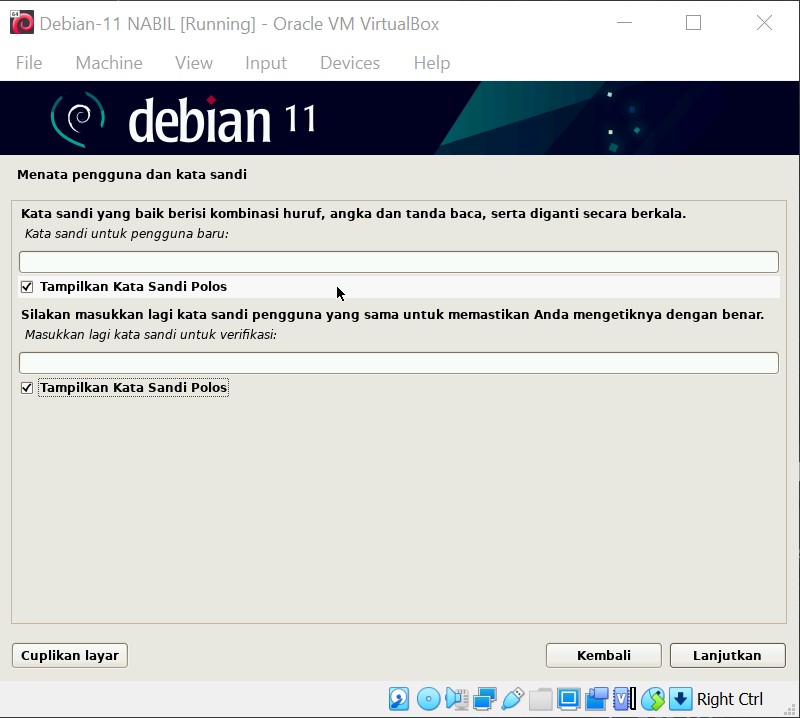 Debian-11 NABIL [Running] - Oracle VM VirtualBox
File Machine View Input Devices Help
debian 11
Menata pengguna dan kata sandi
Kata sandi yang baik berisi kombinasi huruf, angka dan tanda baca, serta diganti secara berkala.
Kata sandi untuk pengguna baru:
Tampilkan Kata Sandi Polos
Silakan masukkan lagi kata sandi pengguna yang sama untuk memastikan Anda mengetiknya dengan benar.
Masukkan lagi kata sandi untuk verifikasi:
Tampilkan Kata Sandi Polos
Cuplikan layar Kembali Lanjutkan
Right Ctrl